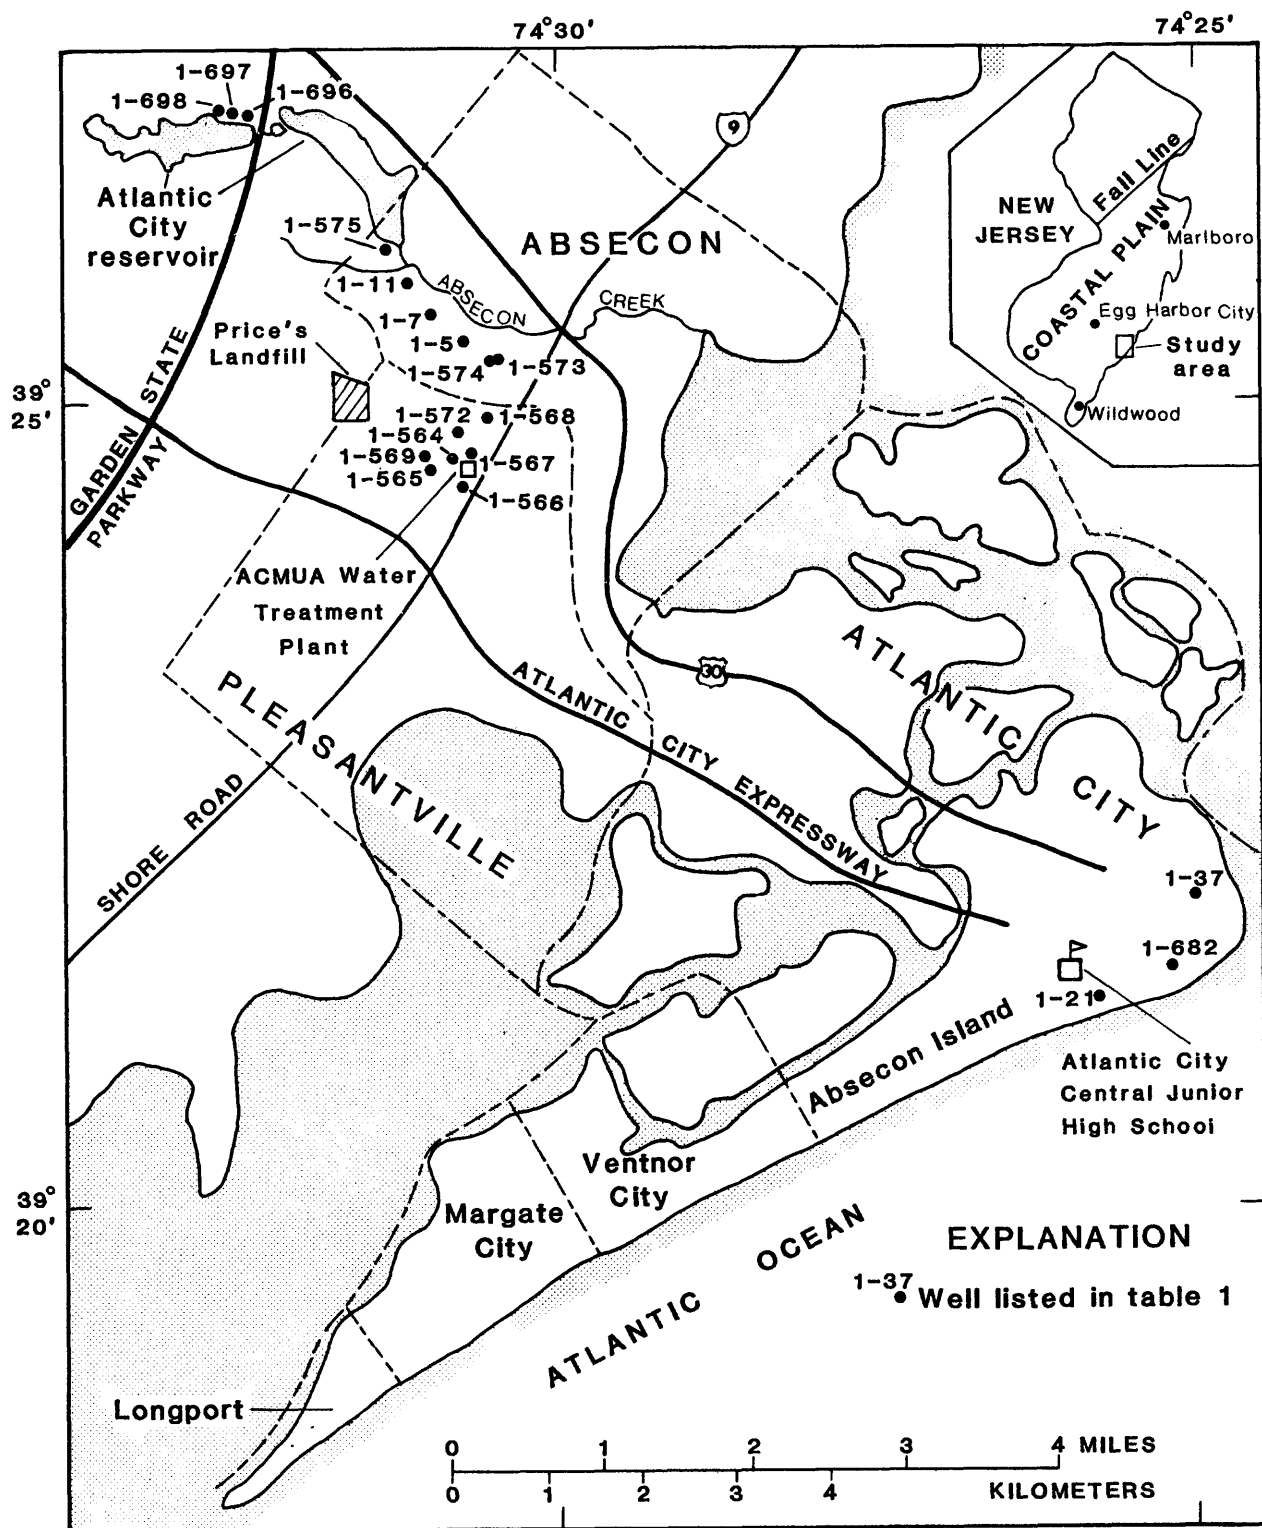 74°30'
74°25'
1-697
1-698
1-696
9
Atlantic
City
reservoir
1-575
ABSECON
NEW
JERSEY
Fall Line
COASTAL PLAIN
Marlboro
Egg Harbor City
Study
area
Wildwood
1-11
ABSECON
CREEK
1-7
Price's
Landfill
1-5
1-574
1-573
39°
25'
GARDEN STATE
PARKWAY
1-572
1-568
1-564
1-569
1-567
1-565
1-566
ACMUA Water
Treatment
Plant
PLEASANTVILLE
ATLANTIC
CITY
30
ATLANTIC CITY EXPRESSWAY
SHORE ROAD
1-37
1-682
1-21
Absecon Island
Atlantic City
Central Junior
High Schooi
Ventnor
City
Margate
City
39°
20'
ATLANTIC OCEAN
EXPLANATION
1-37
Well listed in table 1
Longport
0 1 2 3 4 MILES
0 1 2 3 4 KILOMETERS